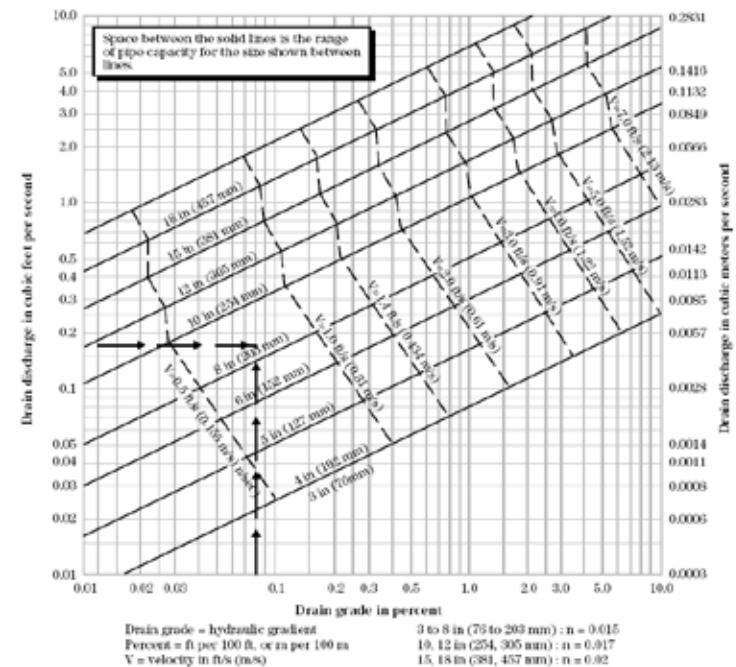 Space between the solid lines is the range
of pipe capacity for the size shown between
lines.
10.0
5.0
4.0
3.0
2.0
1.0
0.5
0.4
0.3
0.2
0.1
0.05
0.04
0.03
0.02
0.01
Drain discharge in cubic feet per second
0.2831
0.1416
0.1132
0.0849
0.0566
0.0283
0.0142
0.0113
0.0085
0.0057
0.0028
0.0014
0.0011
0.0008
0.0006
0.0003
Drain discharge in cubic meters per second
18 in (457 mm)
15 in (381 mm)
12 in (305 mm)
10 in (254 mm)
8 in (203 mm)
6 in (152 mm)
5 in (127 mm)
4 in (102 mm)
3 in (76mm)
V=1.0 ft/s (0.31 m/s)
V=1.4 ft/s (0.434 m/s)
V=2.0 ft/s (0.61 m/s)
V=3.0 ft/s (0.91 m/s)
V=4.0 ft/s (1.22 m/s)
V=5.0 ft/s (1.52 m/s)
V=7.0 ft/s (2.13 m/s)
0.01
0.02
0.03
0.1
0.2
0.3
0.5
1.0
2.0
3.0
5.0
10.0
Drain grade in percent
Drain grade = hydraulic gradient
Percent = ft per 100 ft, or m per 100 m
V = velocity in ft/s (m/s)
3 to 8 in (76 to 203 mm) : n = 0.015
10, 12 in (254, 305 mm) : n = 0.017
15, 18 in (381, 457 mm) : n = 0.02